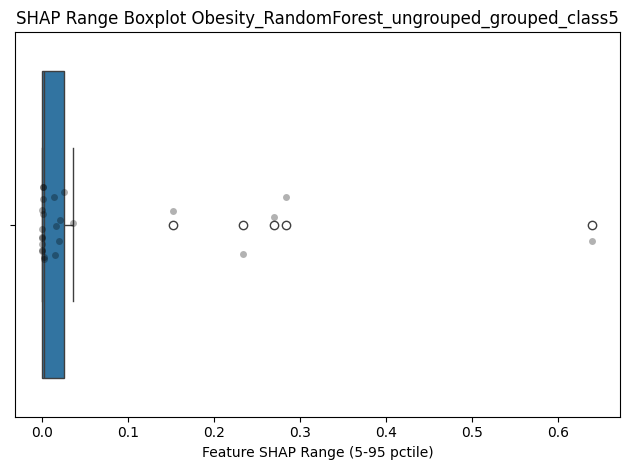 SHAP Range Boxplot Obesity_RandomForest_ungrouped_grouped_class5
0.0 0.1 0.2 0.3 0.4 0.5 0.6
Feature SHAP Range (5-95 pctile)